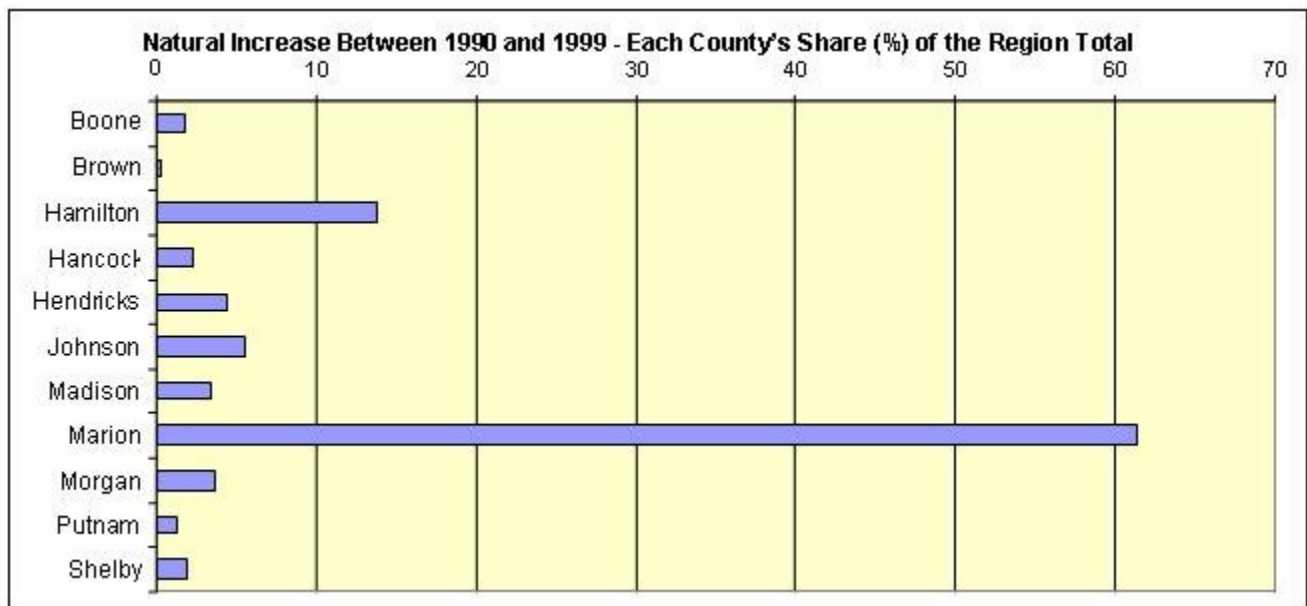 Natural Increase Between 1990 and 1999 - Each County's Share (%) of the Region Total
0 10 20 30 40 50 60 70
Boone
Brown
Hamilton
Hancock
Hendricks
Johnson
Madison
Marion
Morgan
Putnam
Shelby